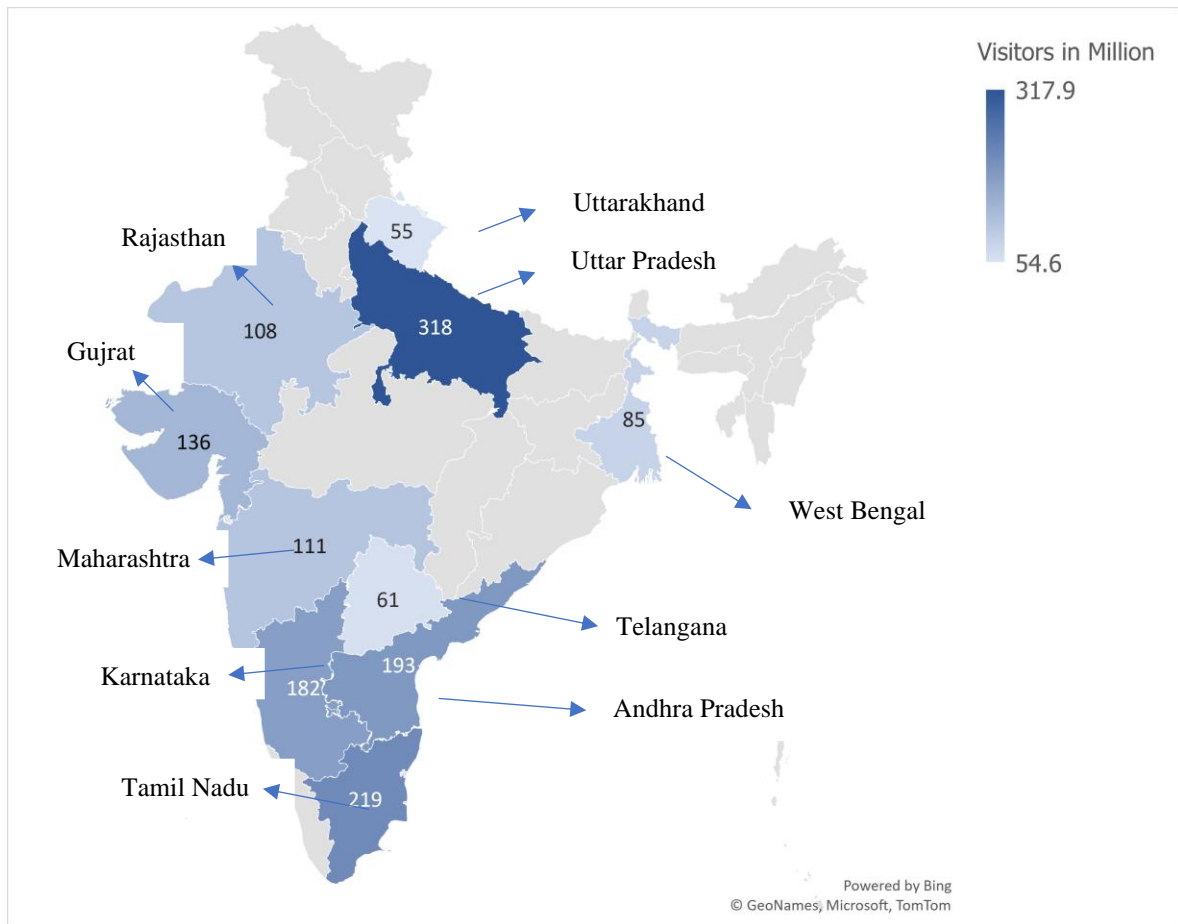 Visitors in Million
317.9
54.6
Uttarakhand
55
Rajasthan
Uttar Pradesh
318
108
Gujrat
136
85
West Bengal
Maharashtra
111
61
Telangana
Karnataka
193
182
Andhra Pradesh
Tamil Nadu
219
Powered by Bing
© GeoNames, Microsoft, TomTom